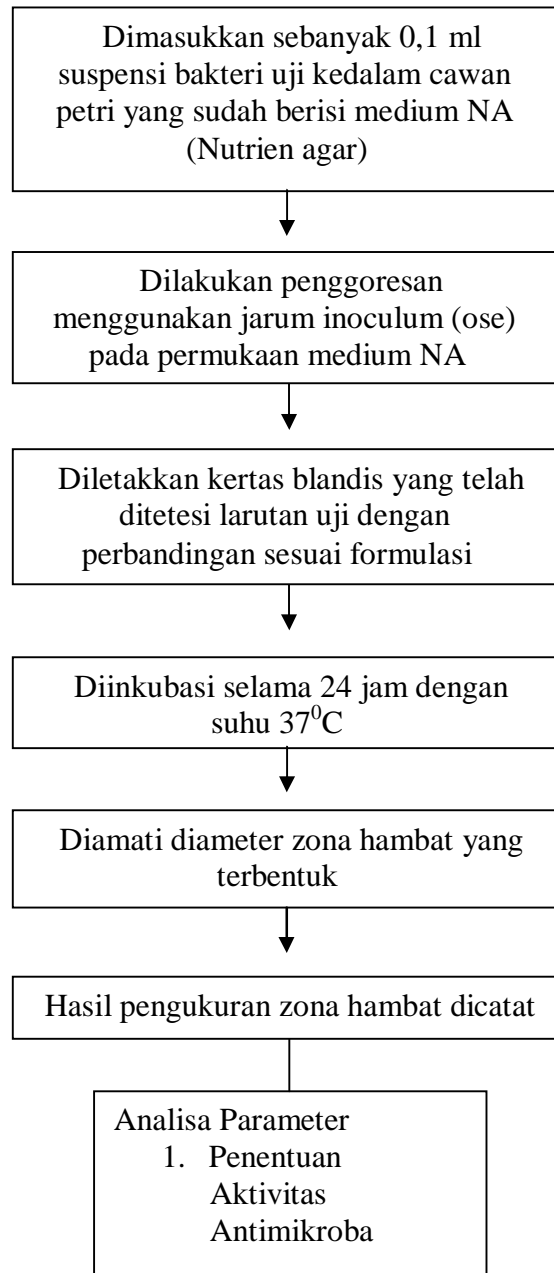 Dimasukkan sebanyak 0,1 ml
suspensi bakteri uji kedalam cawan
petri yang sudah berisi medium NA
(Nutrien agar)
Dilakukan penggoresan
menggunakan jarum inoculum (ose)
pada permukaan medium NA
Diletakkan kertas blandis yang telah
ditetesi larutan uji dengan
perbandingan sesuai formulasi
Diinkubasi selama 24 jam dengan
suhu 37⁰C
Diamati diameter zona hambat yang
terbentuk
Hasil pengukuran zona hambat dicatat
Analisa Parameter
1. Penentuan
Aktivitas
Antimikroba